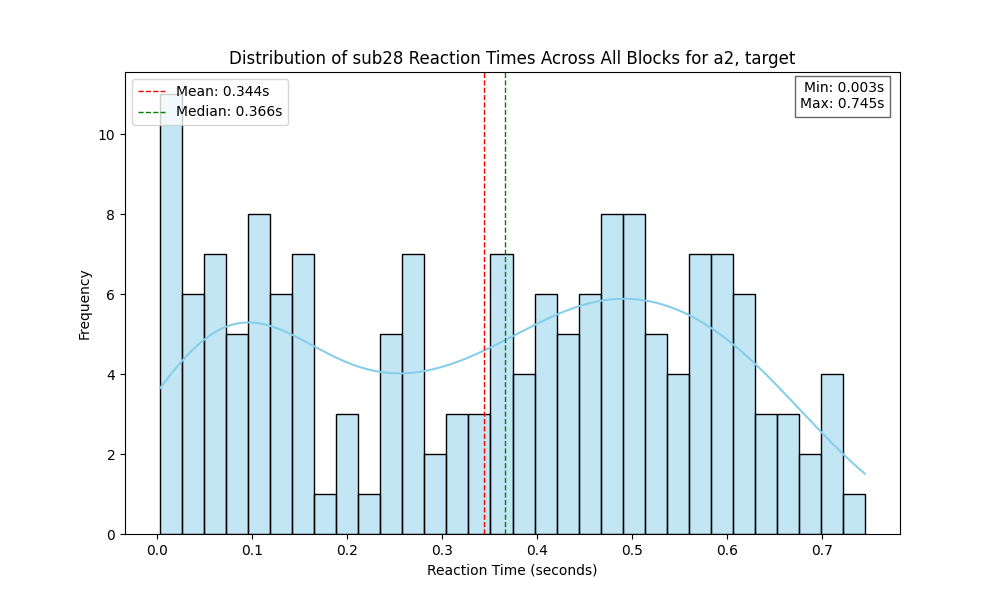 Distribution of sub28 Reaction Times Across All Blocks for a2, target
Mean: 0.344s
Median: 0.366s
Min: 0.003s
Max: 0.745s
Frequency
10
8
6
4
2
0
0.0 0.1 0.2 0.3 0.4 0.5 0.6 0.7
Reaction Time (seconds)